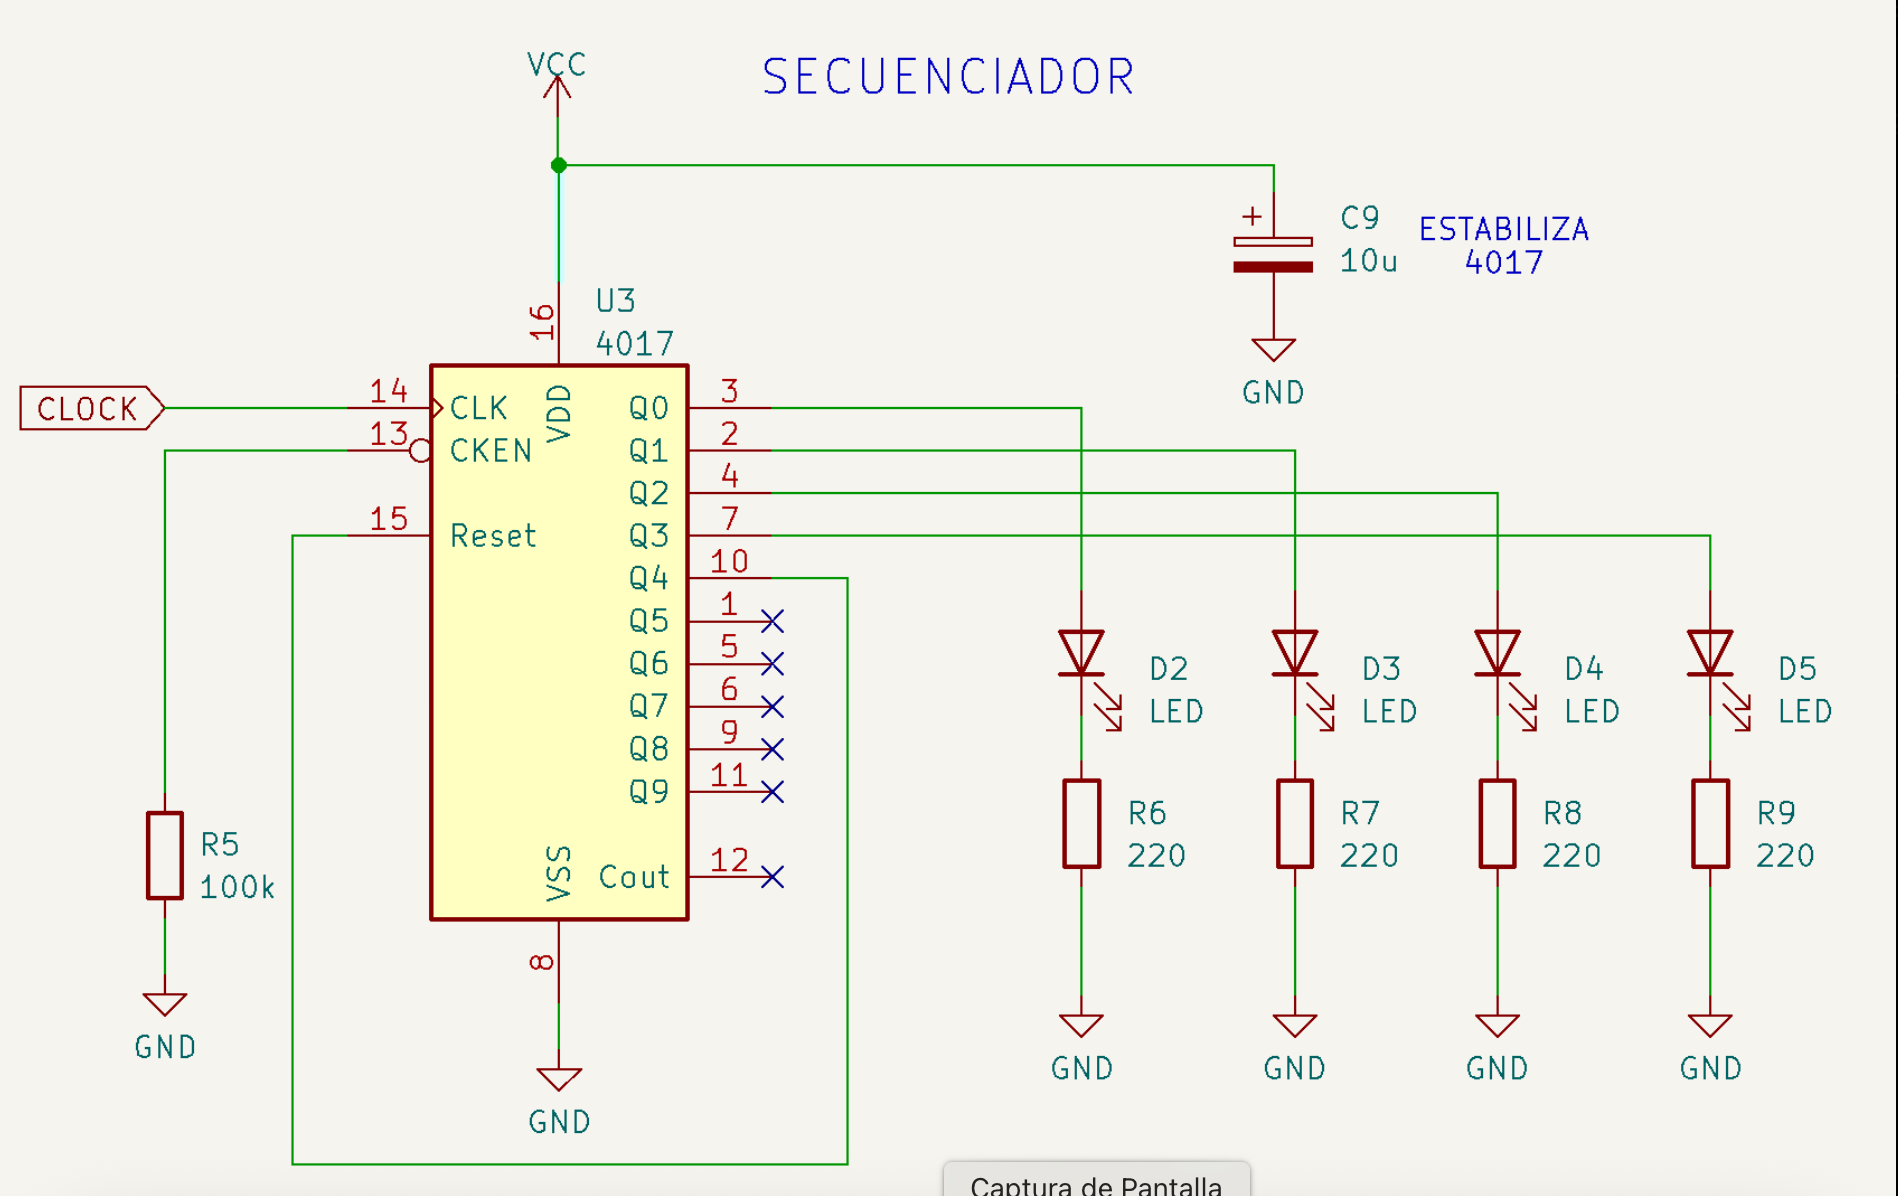 VCC
SECUENCIADOR
+
C9
10u
ESTABILIZA
4017
GND
16
U3
4017
CLOCK
14
CLK
13
CKEN
15
Reset
VDD
Q0
3
Q1
2
Q2
4
Q3
7
Q4
10
Q5
1
Q6
5
Q7
6
Q8
9
Q9
11
VSS
Cout
12
8
GND
R5
100k
GND
D2
LED
D3
LED
D4
LED
D5
LED
R6
220
R7
220
R8
220
R9
220
GND
GND
GND
GND
Captura de Pantalla